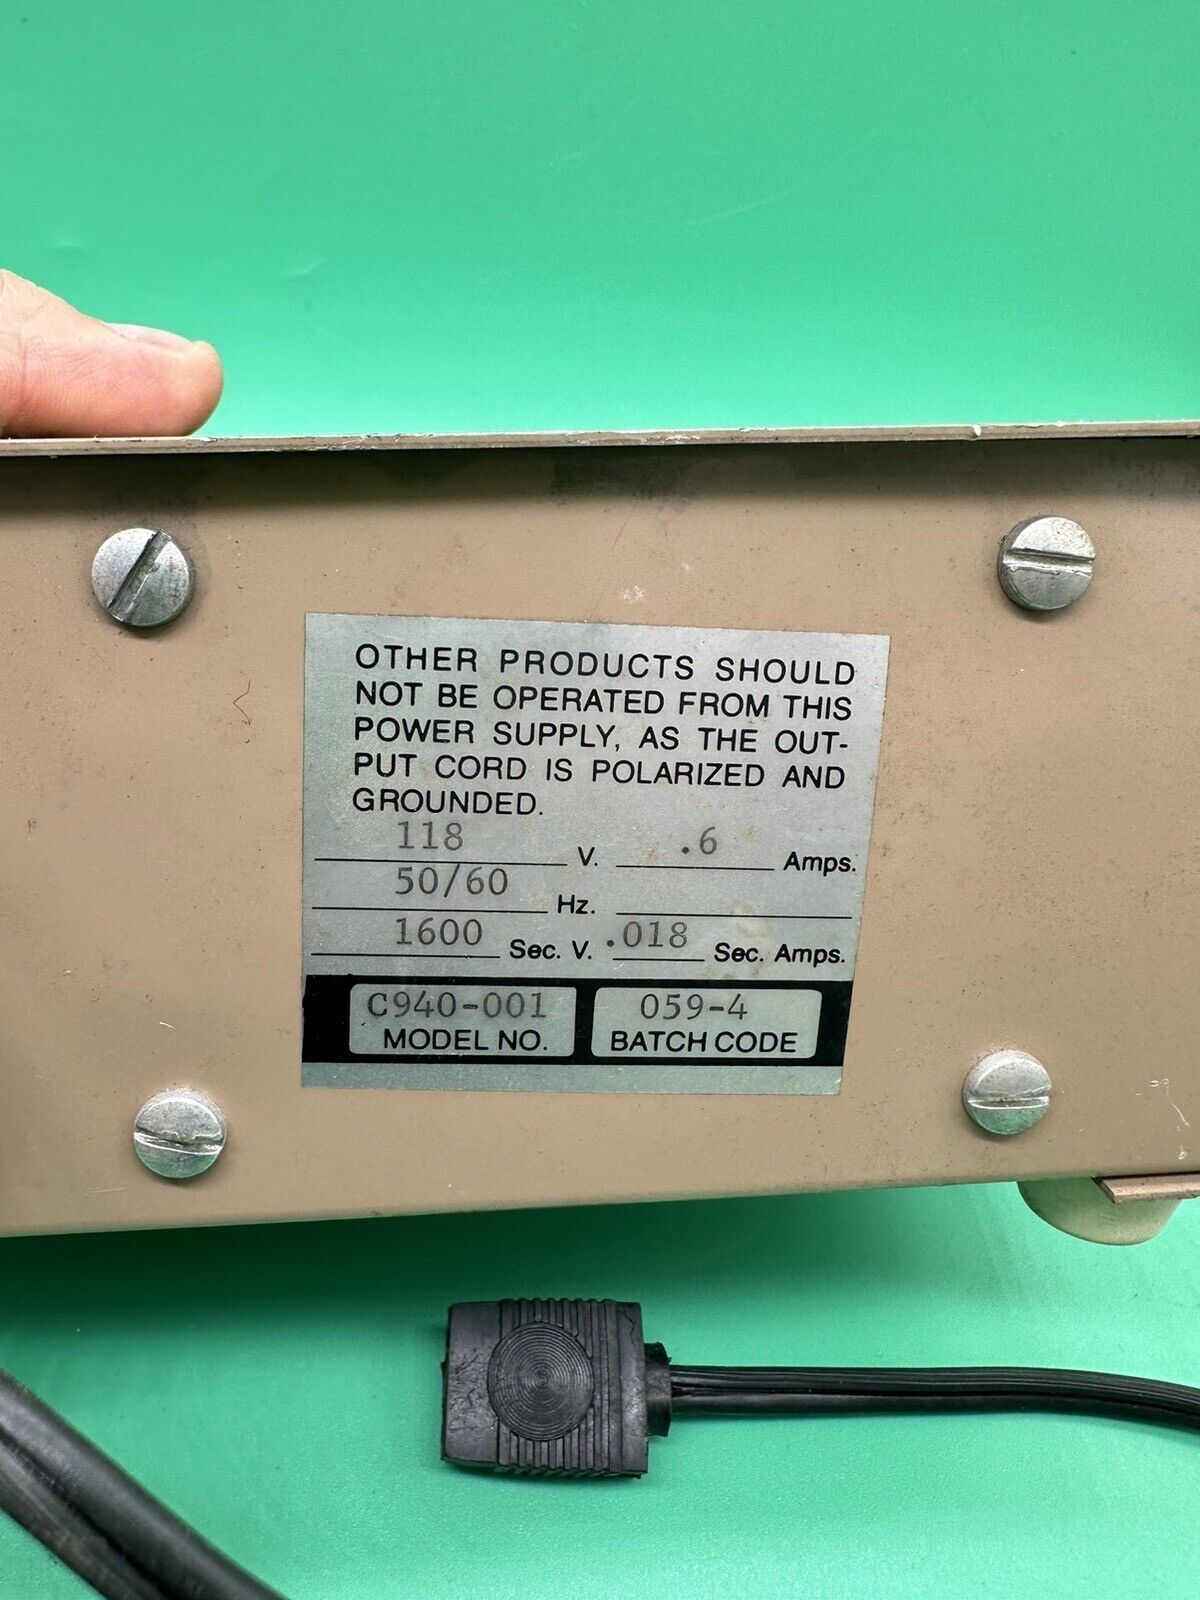 OTHER PRODUCTS SHOULD
NOT BE OPERATED FROM THIS
POWER SUPPLY, AS THE OUT-
PUT CORD IS POLARIZED AND
GROUNDED.
118 V. .6 Amps.
50/60 Hz.
1600 Sec. V. .018 Sec. Amps.
C940-001 059-4
MODEL NO. BATCH CODE